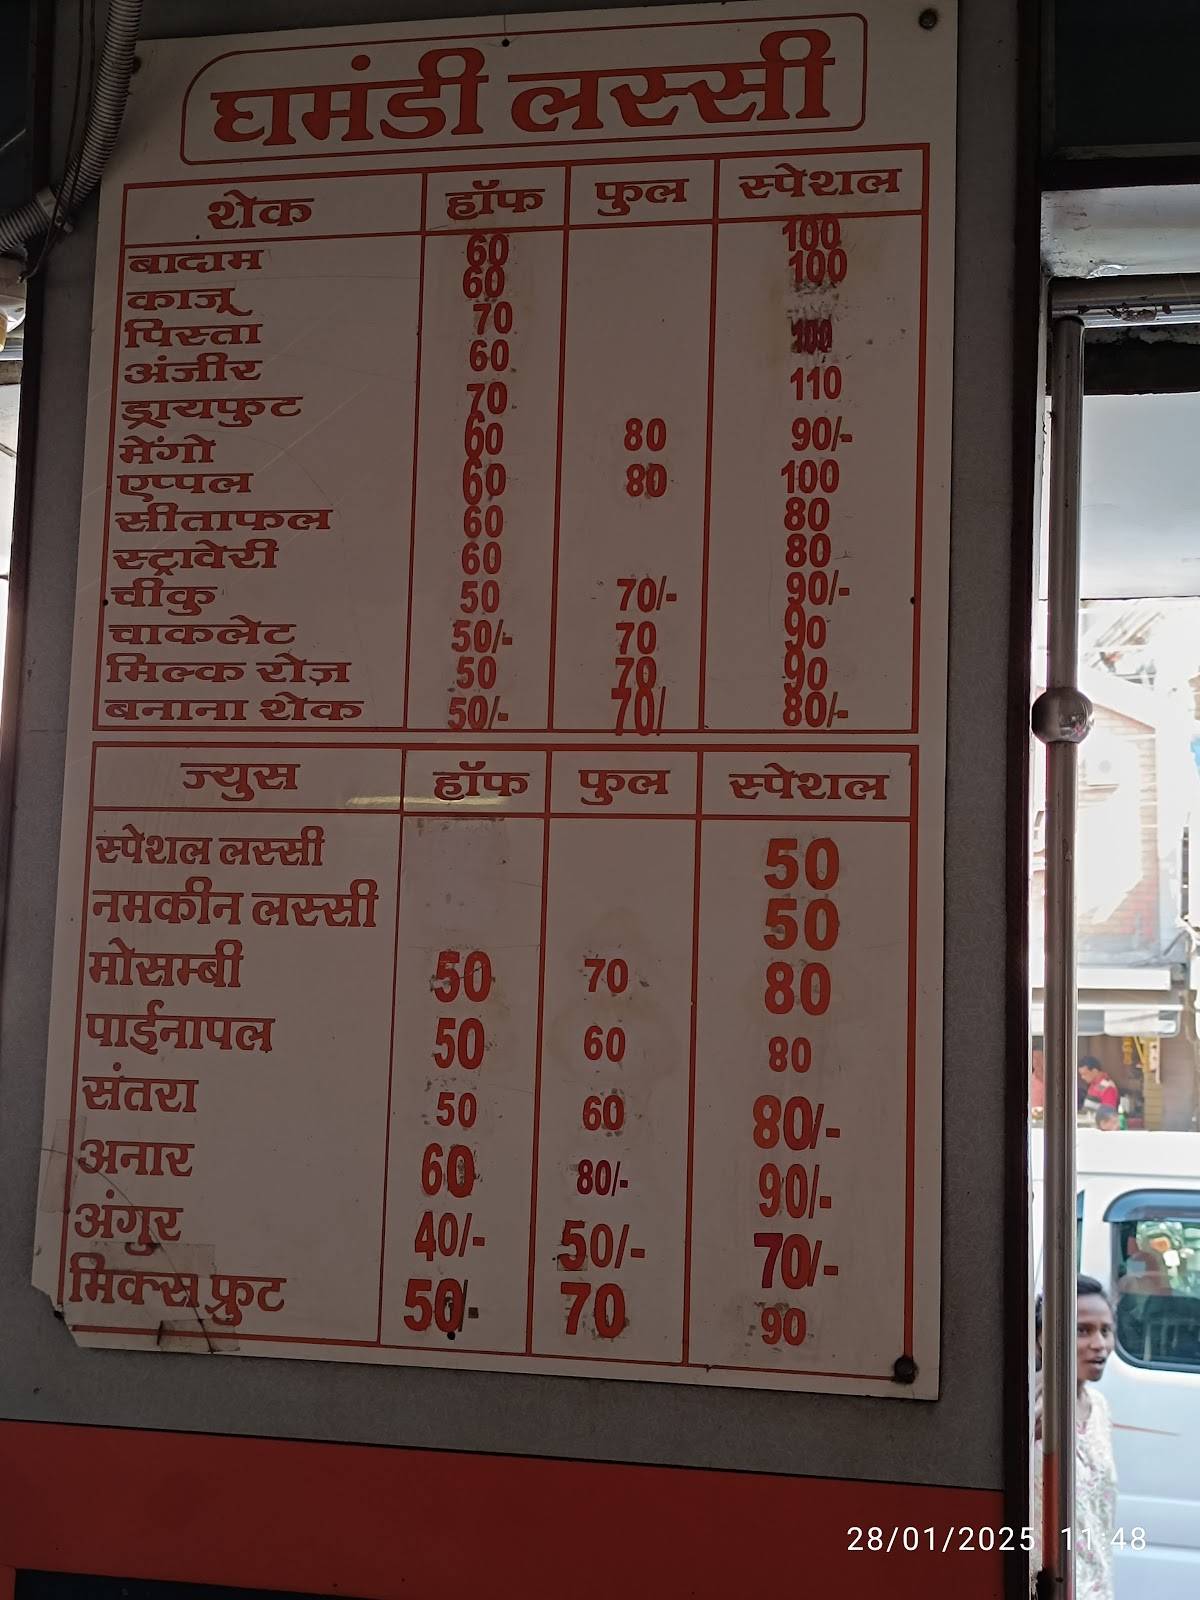 घमंडी लस्सी
शेक हॉफ फुल स्पेशल
बादाम 60 100
काजू 60 100
पिस्ता 70
अंजीर 60 100
ड्रायफुट 70 110
मेंगो 60 80 90/-
एप्पल 60 80 100
सीताफल 60 80
स्ट्रावेरी 60 80
चीकु 50 70/- 90/-
चाकलेट 50/- 70 90
मिल्क रोज़ 50 70 90
बनाना शेक 50/- 70/ 80/-
ज्युस हॉफ फुल स्पेशल
स्पेशल लस्सी 50
नमकीन लस्सी 50
मोसम्बी 50 70 80
पाईनापल 50 60 80
संतरा 50 60 80/-
अनार 60 80/- 90/-
अंगुर 40/- 50/- 70/-
मिक्स फ्रुट 50/- 70 90
28/01/2025 11:48